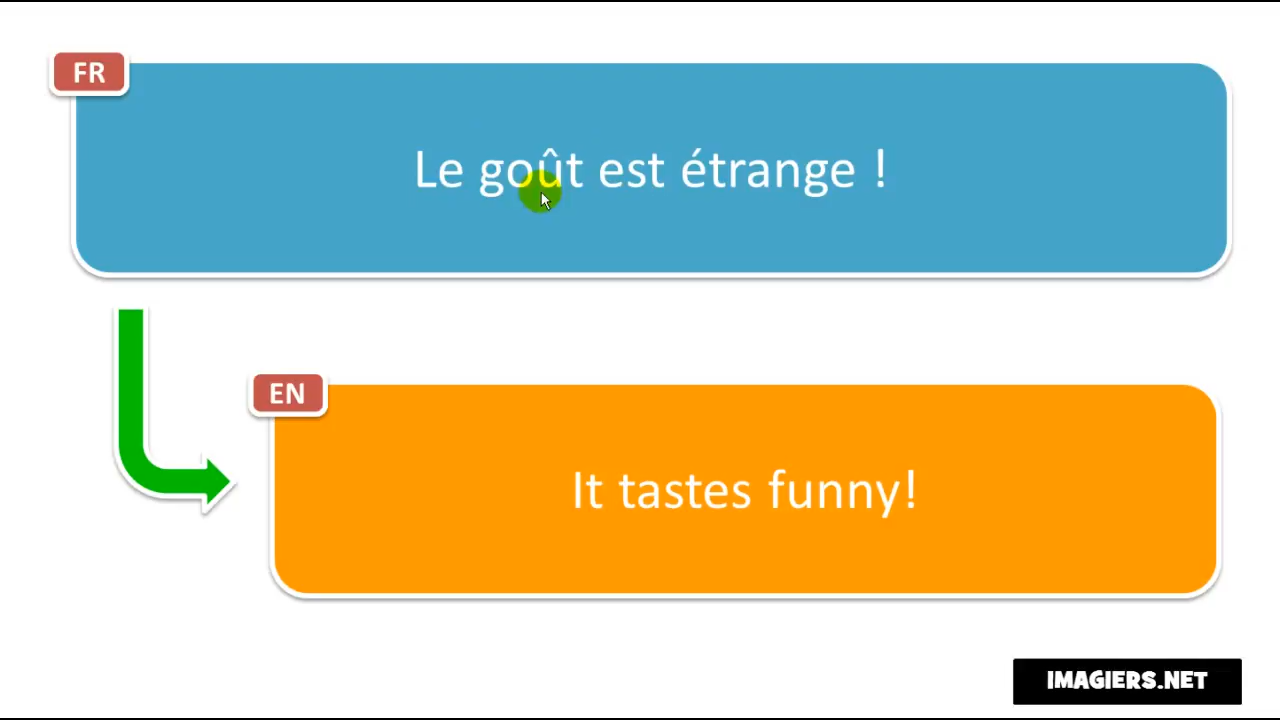 FR
Le goût est étrange !
EN
It tastes funny!
IMAGIERS.NET